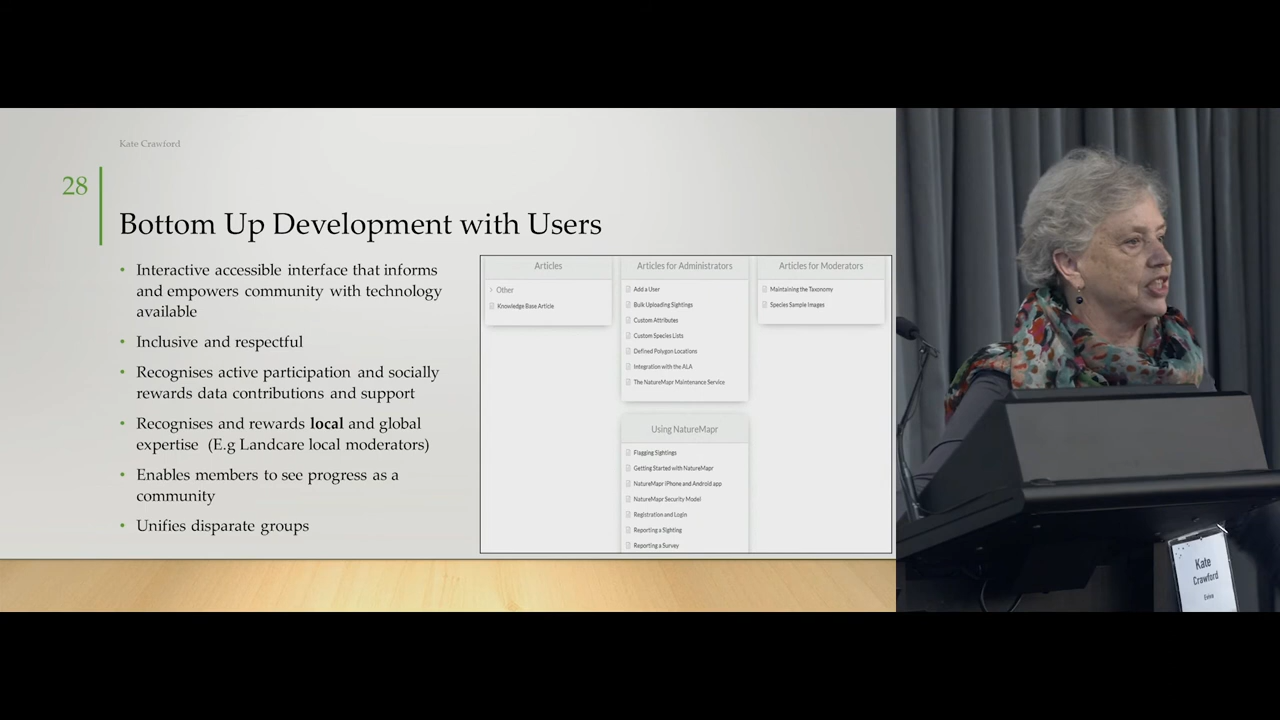 Kate Crawford
28
Bottom Up Development with Users
• Interactive accessible interface that informs
and empowers community with technology
available
• Inclusive and respectful
• Recognises active participation and socially
rewards data contributions and support
• Recognises and rewards local and global
expertise (E.g Landcare local moderators)
• Enables members to see progress as a
community
• Unifies disparate groups
Articles
Other
Knowledge Base Article
Articles for Administrators
Add a User
Bulk Uploading Sightings
Custom Attributes
Custom Species Lists
Defined Polygon Locations
Integration with the ALA
The NatureMapr Maintenance Service
Articles for Moderators
Maintaining the Taxonomy
Species Sample Images
Using NatureMapr
Flagging Sightings
Getting Started with NatureMapr
NatureMapr iPhone and Android app
NatureMapr Security Model
Registration and Login
Reporting a Sighting
Reporting a Survey
Kate
Crawford